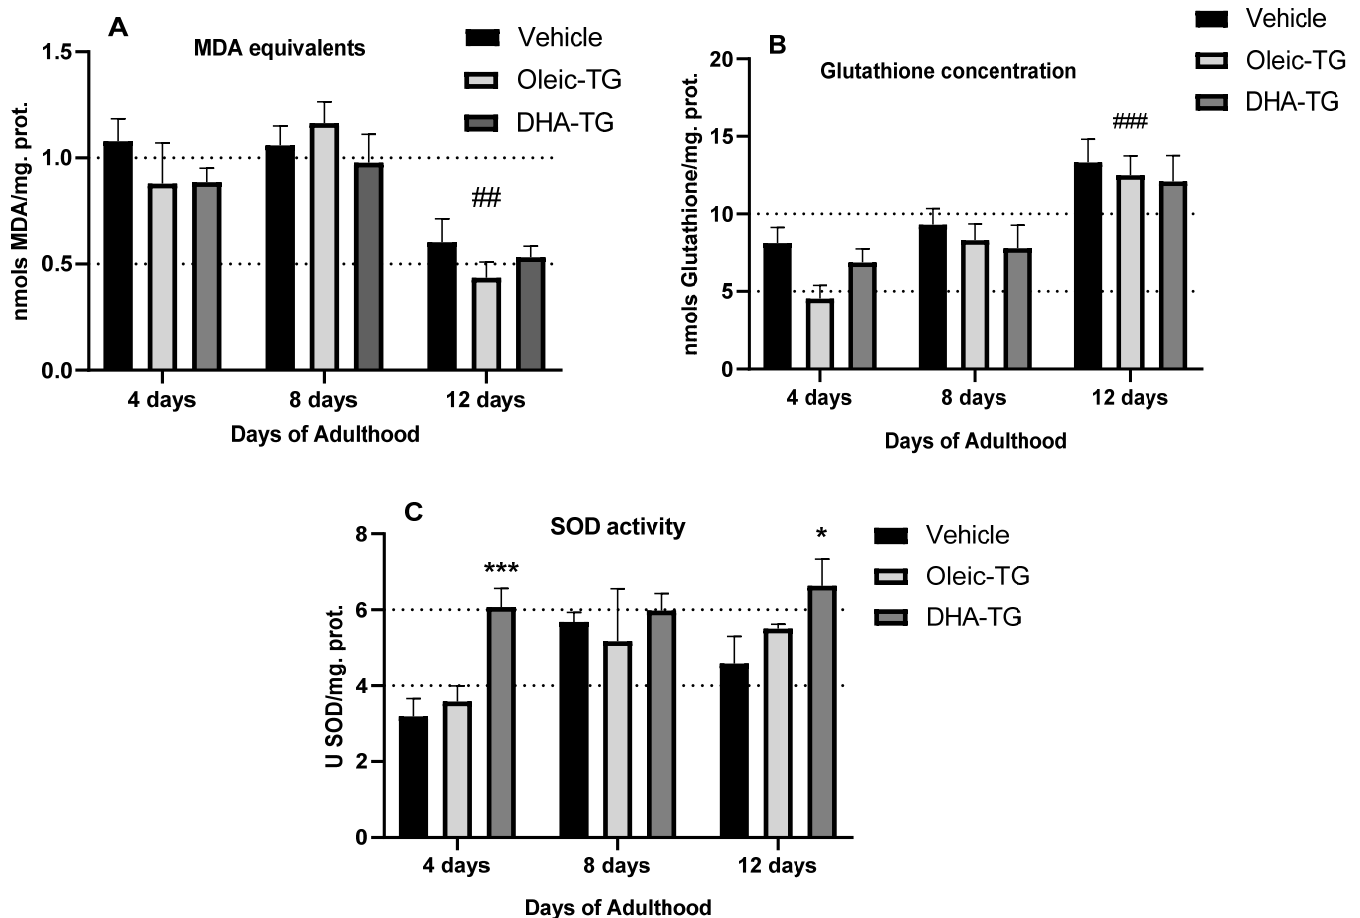 A
MDA equivalents
Vehicle
Oleic-TG
DHA-TG
nmols MDA/mg. prot.
1.5
1.0
0.5
0.0
##
4 days
8 days
12 days
Days of Adulthood
B
Glutathione concentration
Vehicle
Oleic-TG
DHA-TG
nmols Glutathione/mg. prot.
20
15
10
5
0
###
4 days
8 days
12 days
Days of Adulthood
C
SOD activity
Vehicle
Oleic-TG
DHA-TG
U SOD/mg. prot.
8
6
4
2
0
***
*
4 days
8 days
12 days
Days of Adulthood